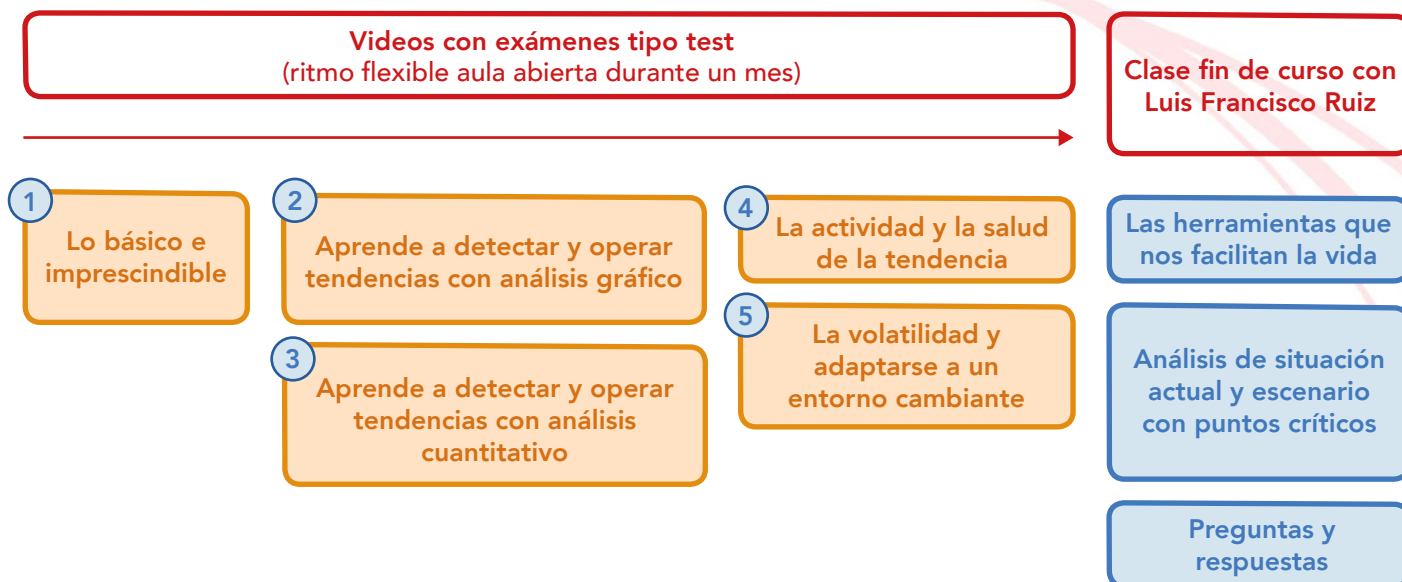 Videos con exámenes tipo test
(ritmo flexible aula abierta durante un mes)
Clase fin de curso con
Luis Francisco Ruiz
1
Lo básico e
imprescindible
2
Aprende a detectar y operar
tendencias con análisis gráfico
3
Aprende a detectar y operar
tendencias con análisis
cuantitativo
4
La actividad y la salud
de la tendencia
5
La volatilidad y
adaptarse a un
entorno cambiante
Las herramientas que
nos facilitan la vida
Análisis de situación
actual y escenario
con puntos críticos
Preguntas y
respuestas